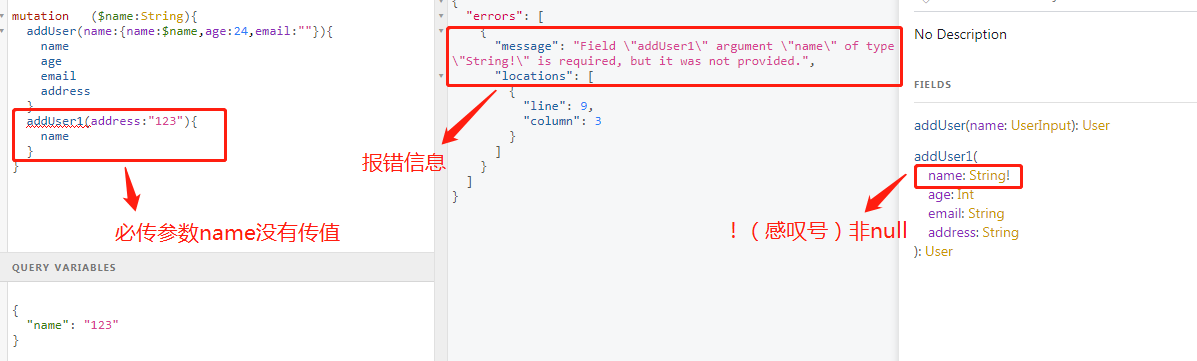 mutation ($name:String){
addUser(name:{name:$name,age:24,email:""}){
name
age
email
address
}
addUser1(address:"123"){
name
}
}
必传参数name没有传值
QUERY VARIABLES
{
"name": "123"
}
{
"errors": [
{
"message": "Field \"addUser1\" argument \"name\" of type
\"String!\" is required, but it was not provided.",
"locations": [
{
"line": 9,
"column": 3
}
]
}
]
}
报错信息
No Description
FIELDS
addUser(name: UserInput): User
addUser1(
name: String!
age: Int
email: String
address: String
): User
！（感叹号）非null